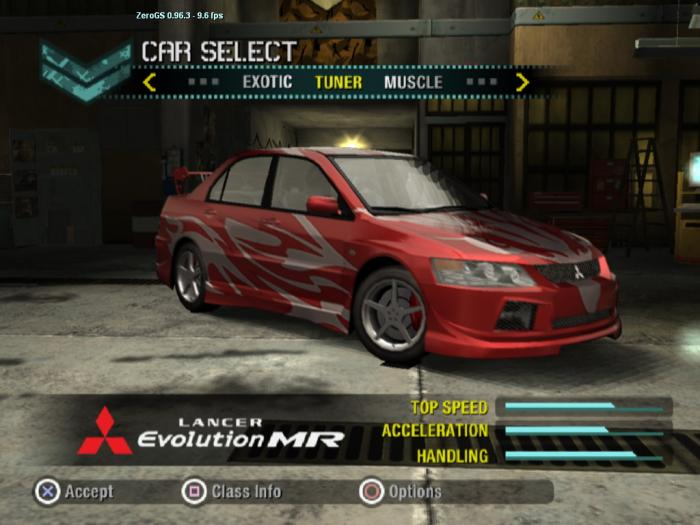 ZeroGS 0.96.3 - 9.6 fps
CAR SELECT
EXOTIC TUNER MUSCLE
TOP SPEED
LANCER
Evolution MR
ACCELERATION
HANDLING
Accept Class Info Options